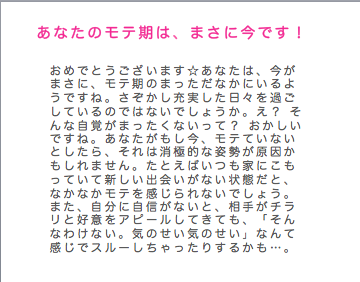 あなたのモテ期は、まさに今です！
おめでとうございます☆あなたは、今が
まさに、モテ期のまっただなかにいるよ
うですね。さぞかし充実した日々を過ご
しているのではないでしょうか。え？ そ
んな自覚がまったくないって？ おかしい
ですね。あなたがもし今、モテていない
としたら、それは消極的な姿勢が原因か
もしれません。たとえばいつも家にこも
っていて新しい出会いがない状態だと、
なかなかモテを感じられないでしょう。
また、自分に自信がないと、相手がチラ
リと好意をアピールしてきても、「そん
なわけない。気のせい気のせい」なんて
感じでスルーしちゃったりするかも…。